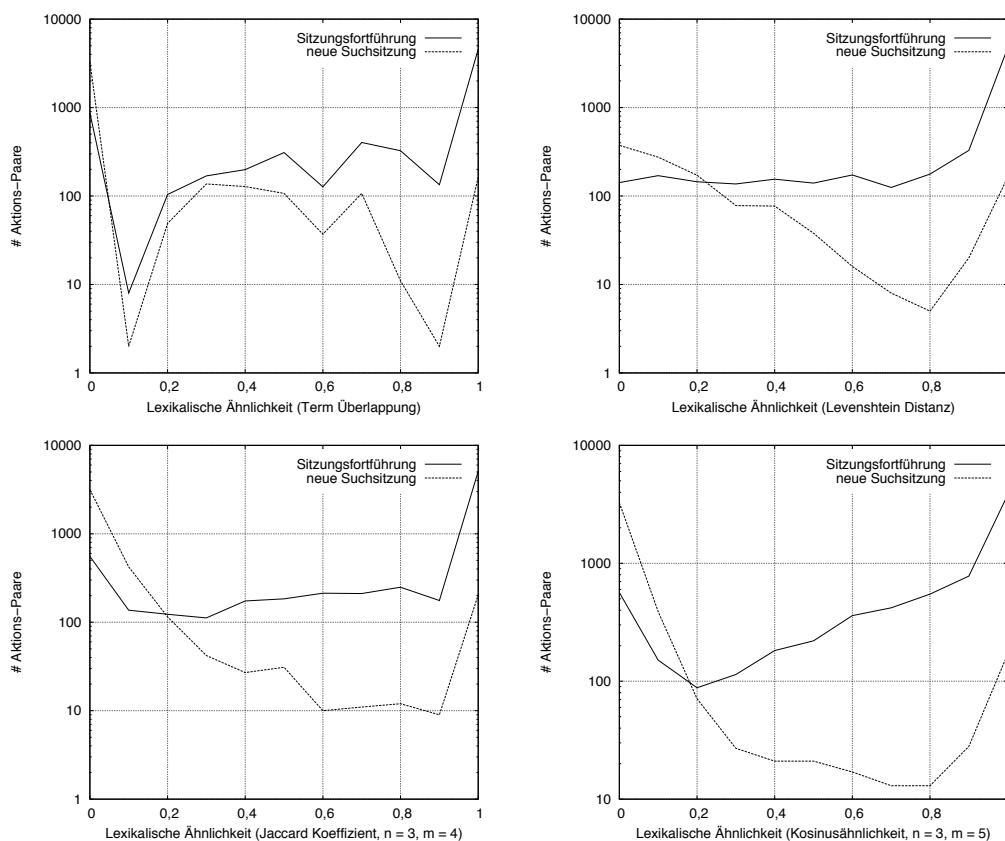 10000
1000
100
10
1
# Aktions−Paare
Sitzungsfortführung
neue Suchsitzung
0 0,2 0,4 0,6 0,8 1
Lexikalische Ähnlichkeit (Term Überlappung)
10000
1000
100
10
1
# Aktions−Paare
Sitzungsfortführung
neue Suchsitzung
0 0,2 0,4 0,6 0,8
Lexikalische Ähnlichkeit (Levenshtein Distanz)
10000
1000
100
10
1
# Aktions−Paare
Sitzungsfortführung
neue Suchsitzung
0 0,2 0,4 0,6 0,8 1
Lexikalische Ähnlichkeit (Jaccard Koeffizient, n = 3, m = 4)
10000
1000
100
10
# Aktions−Paare
Sitzungsfortführung
neue Suchsitzung
0 0,2 0,4 0,6 0,8
Lexikalische Ähnlichkeit (Kosinusähnlichkeit, n = 3, m = 5)